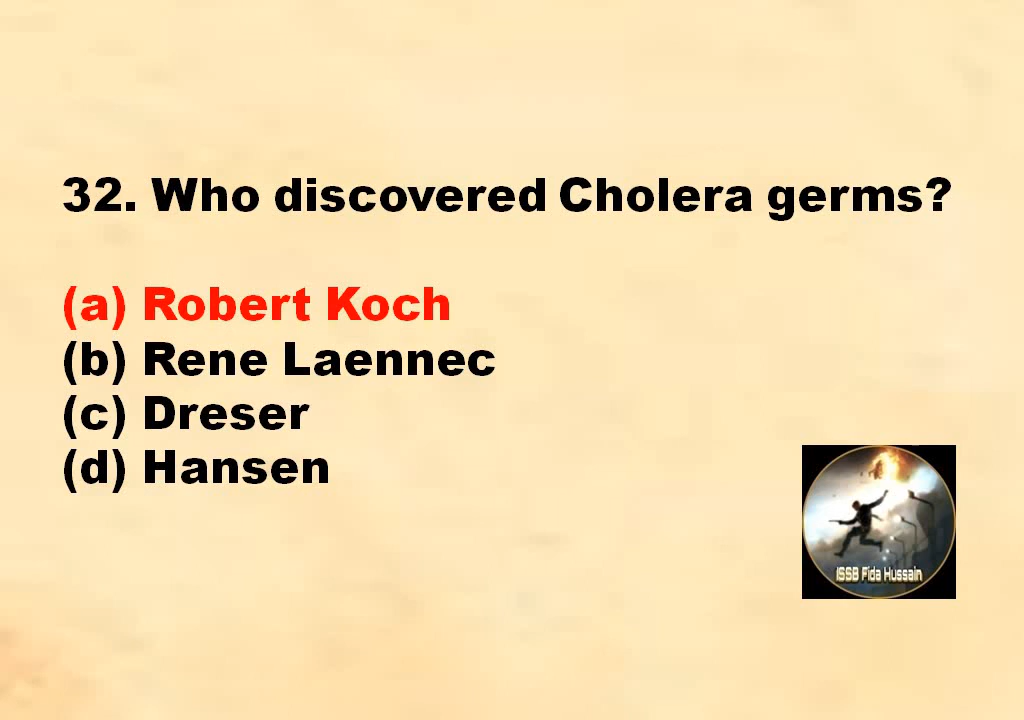 32. Who discovered Cholera germs?
(a) Robert Koch
(b) Rene Laennec
(c) Dreser
(d) Hansen
ISSB Fida Hussain